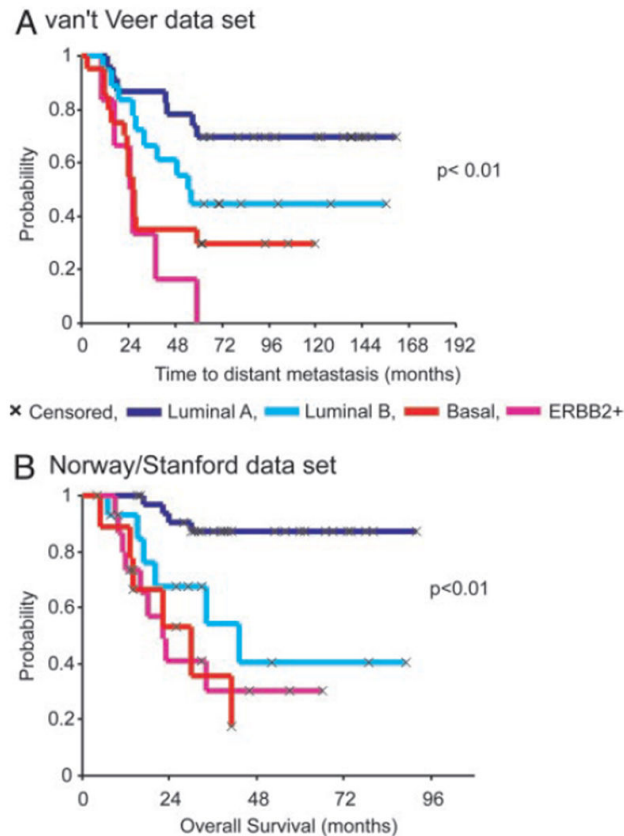 A van't Veer data set
1
0.8
0.6
0.4
0.2
0
Probability
p< 0.01
0 24 48 72 96 120 144 168 192
Time to distant metastasis (months)
× Censored, Luminal A, Luminal B, Basal, ERBB2+
B Norway/Stanford data set
1
0.8
0.6
0.4
0.2
0
Probability
p<0.01
0 24 48 72 96
Overall Survival (months)